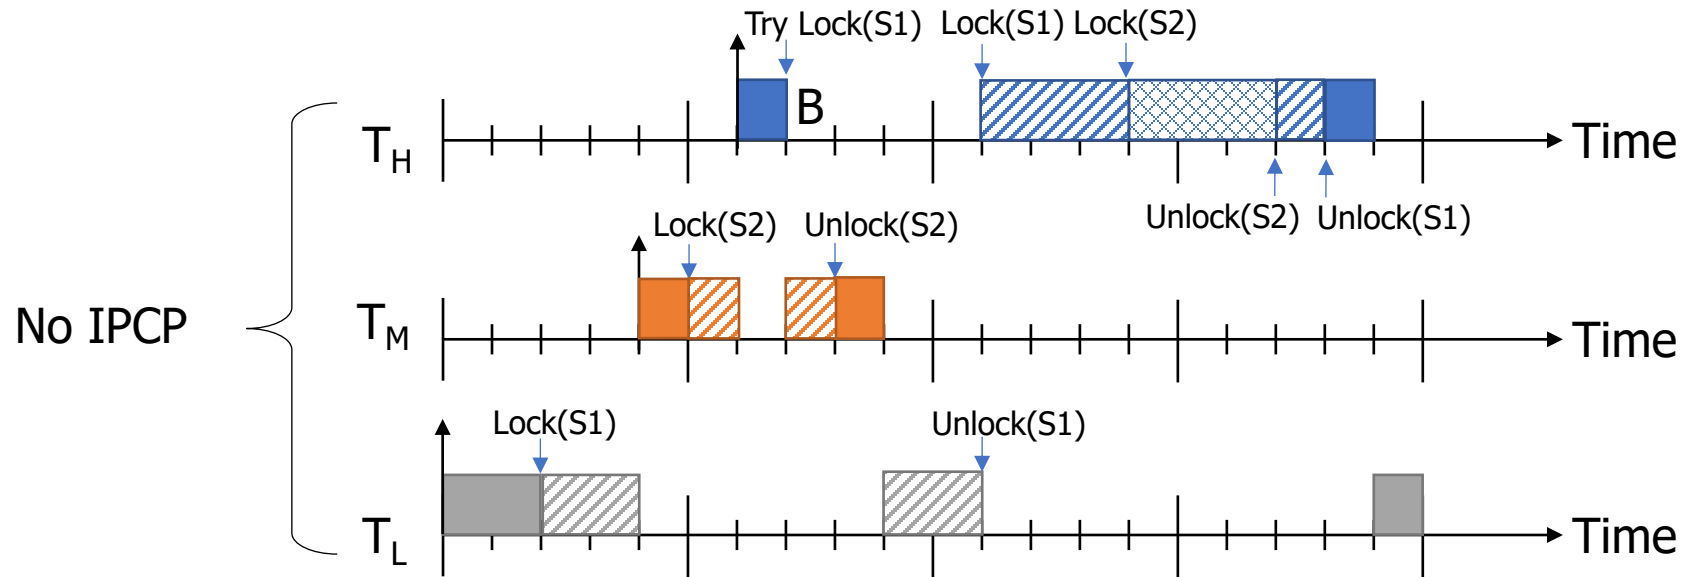 Try Lock(S1) Lock(S1) Lock(S2)
B
T_H Time
Unlock(S2) Unlock(S1)
Lock(S2) Unlock(S2)
No IPCP
T_M Time
Lock(S1) Unlock(S1)
T_L Time